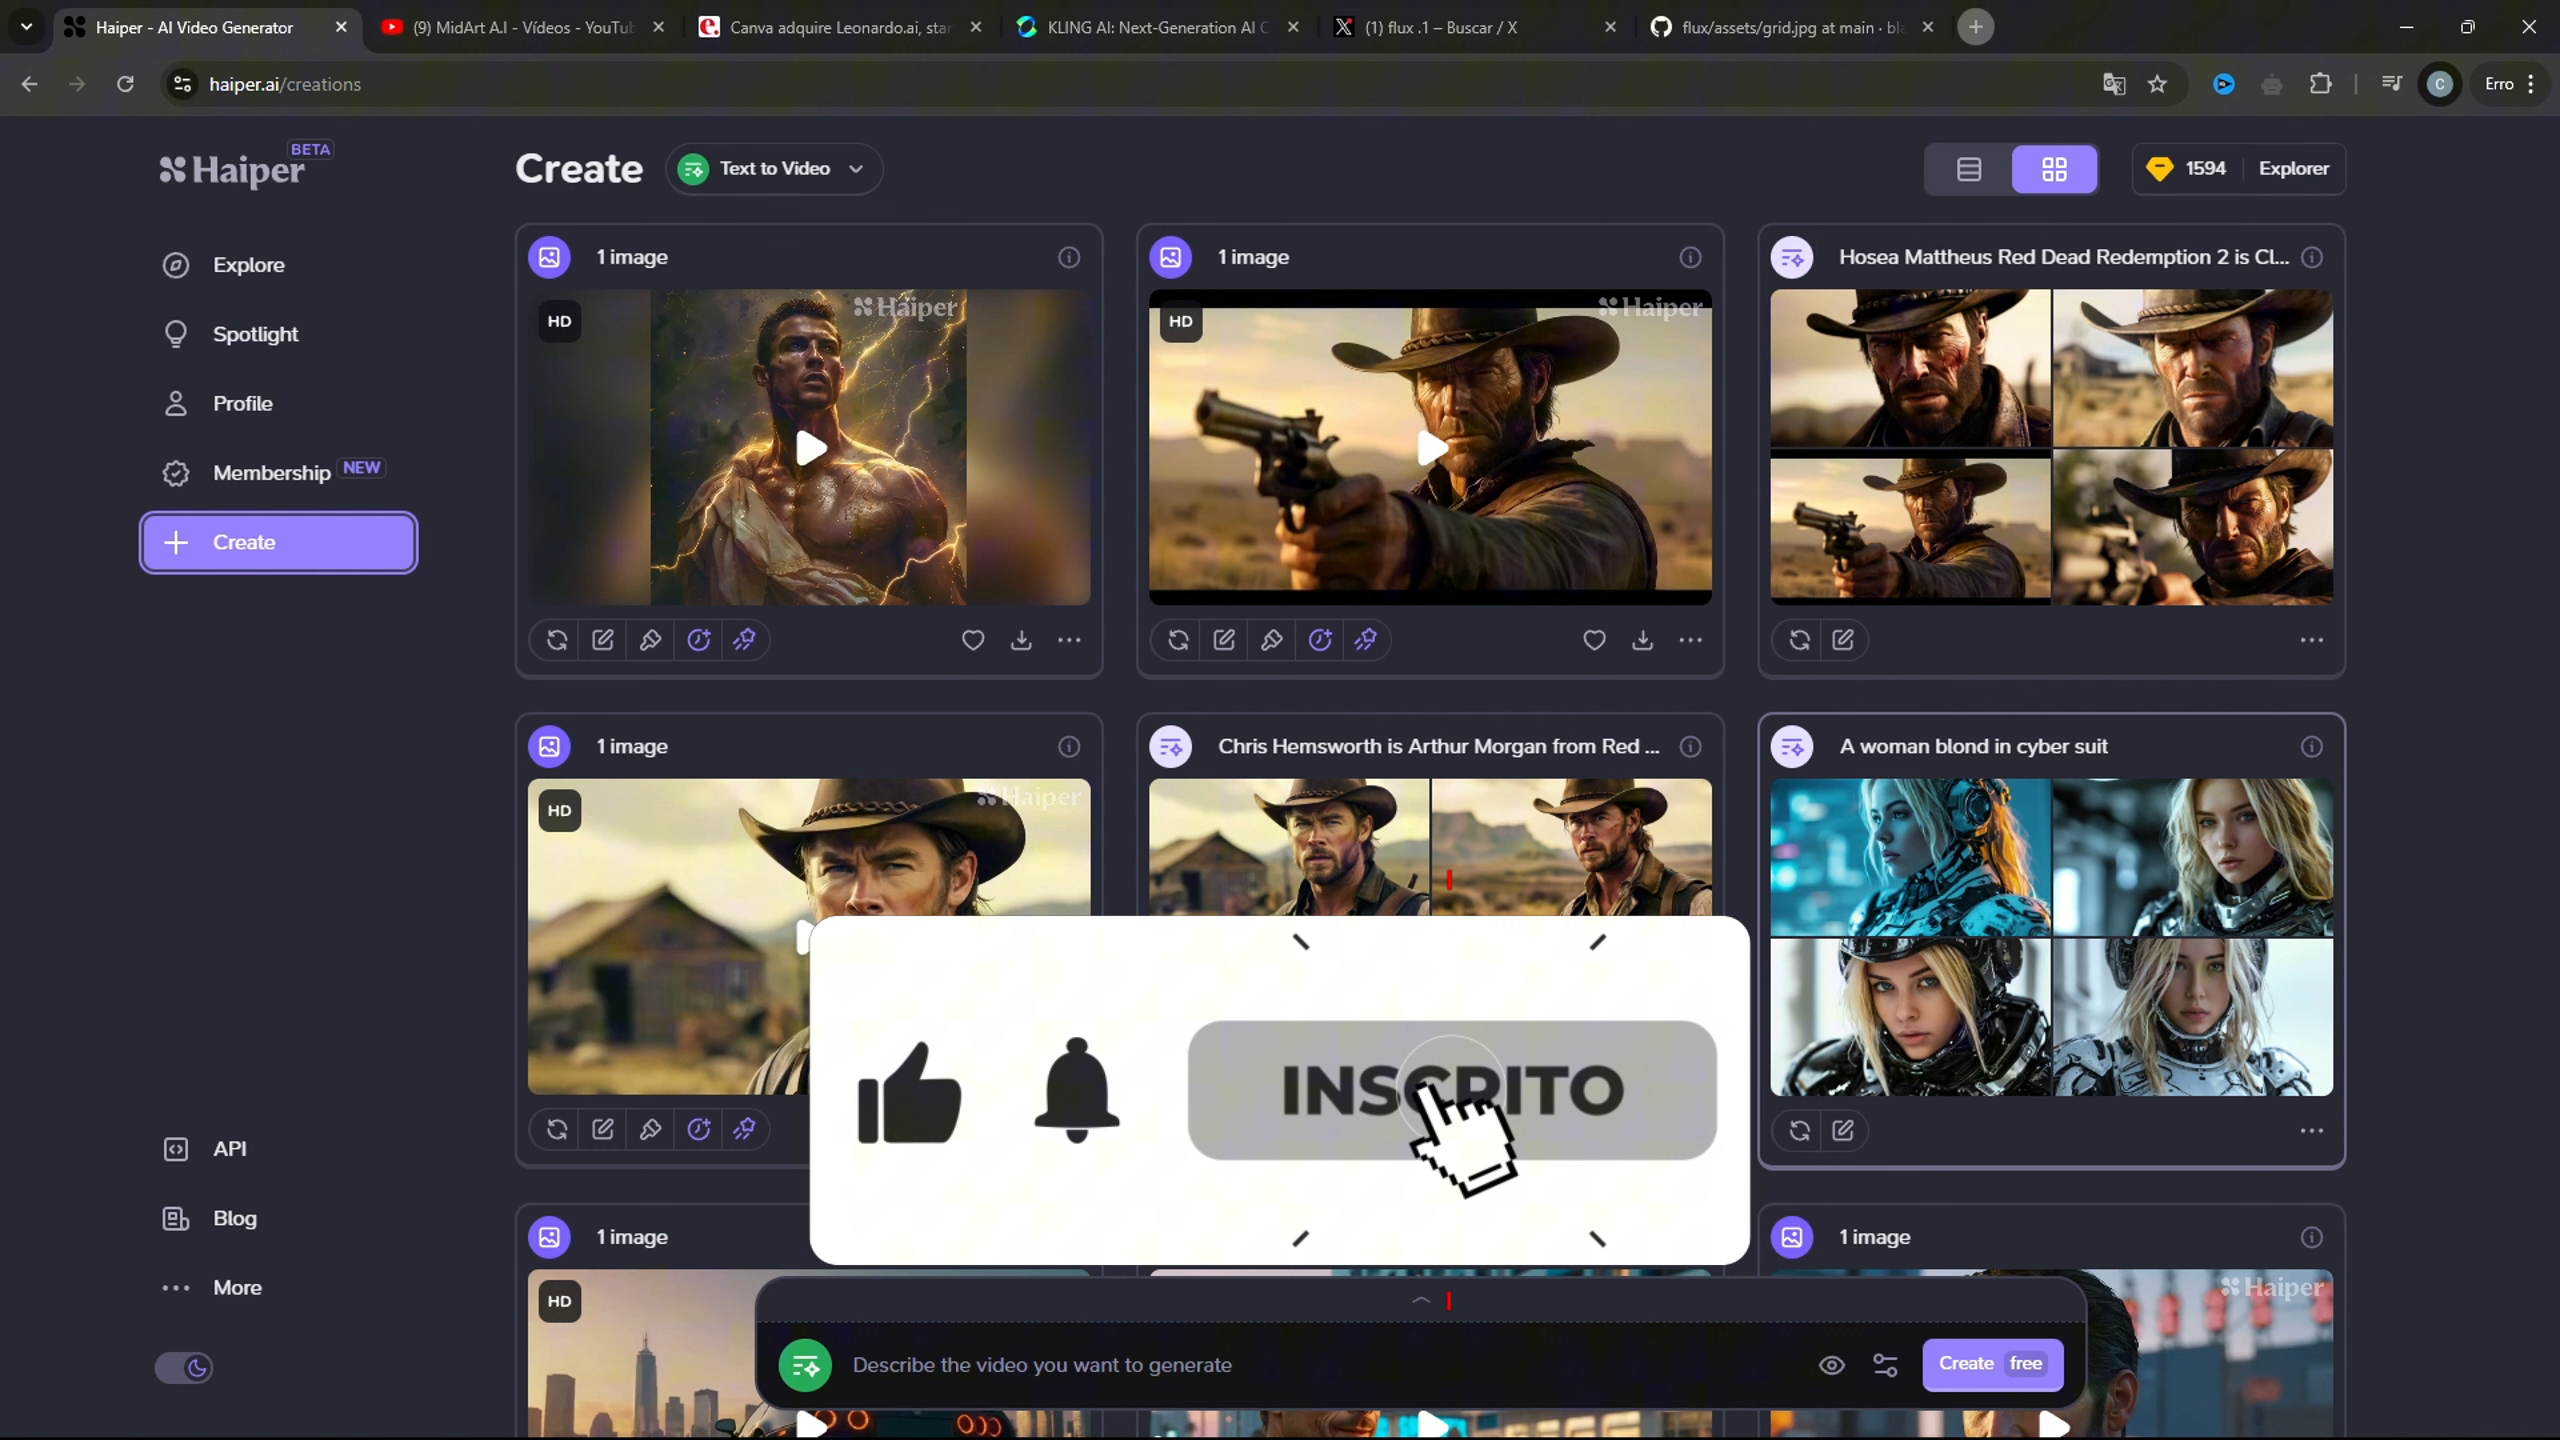 Haiper - AI Video Generator
(9) MidArt A.I - Vídeos - YouTub
Canva adquire Leonardo.ai, star
KLING AI: Next-Generation AI C
(1) flux .1 – Buscar / X
flux/assets/grid.jpg at main · bla
haiper.ai/creations
C
Erro
Haiper
BETA
Create
Text to Video
1594
Explorer
Explore
Spotlight
Profile
Membership NEW
Create
API
Blog
More
1 image
HD
Haiper
1 image
HD
Haiper
Hosea Mattheus Red Dead Redemption 2 is Cl...
1 image
HD
Haiper
Chris Hemsworth is Arthur Morgan from Red ...
A woman blond in cyber suit
INSCRITO
1 image
HD
1 image
Haiper
Describe the video you want to generate
Create free